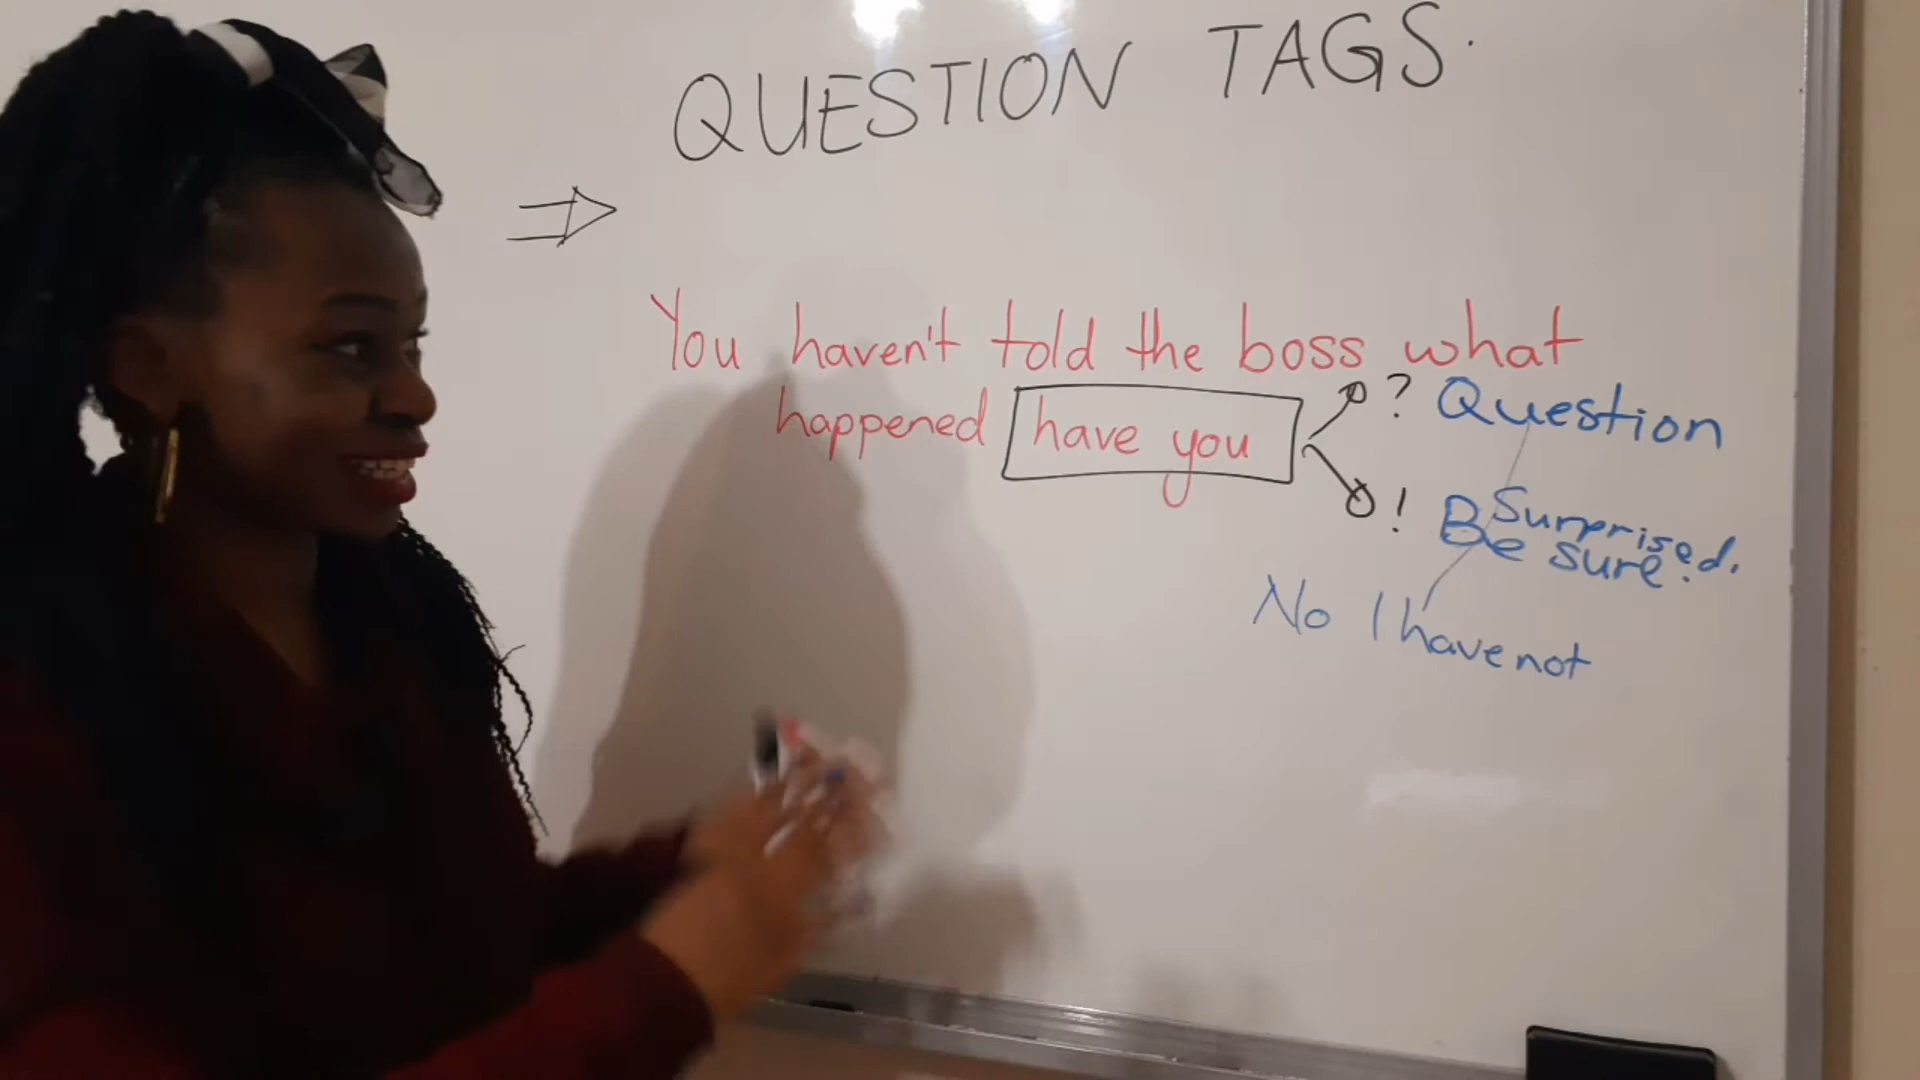 QUESTION TAGS.
You haven't told the boss what
happened have you
? Question
! Be sure.
Surprised.
No I have not